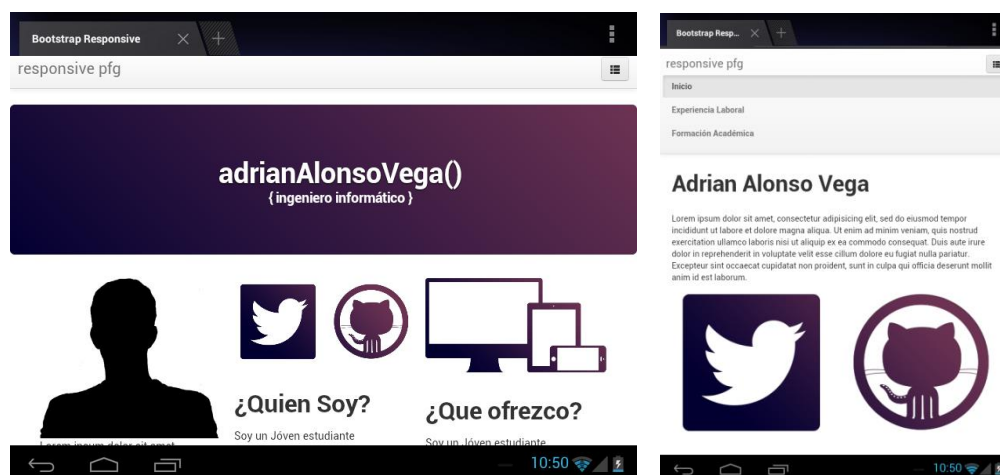 Bootstrap Responsive
responsive pfg
adrianAlonsoVega()
{ ingeniero informático }
¿Quien Soy?
Soy un Jóven estudiante
¿Que ofrezco?
Soy un Jóven estudiante
Lorem ipsum dolor sit amet
10:50
Bootstrap Resp...
responsive pfg
Inicio
Experiencia Laboral
Formación Académica
Adrian Alonso Vega
Lorem ipsum dolor sit amet, consectetur adipisicing elit, sed do eiusmod tempor
incididunt ut labore et dolore magna aliqua. Ut enim ad minim veniam, quis nostrud
exercitation ullamco laboris nisi ut aliquip ex ea commodo consequat. Duis aute irure
dolor in reprehenderit in voluptate velit esse cillum dolore eu fugiat nulla pariatur.
Excepteur sint occaecat cupidatat non proident, sunt in culpa qui officia deserunt mollit
anim id est laborum.
10:50